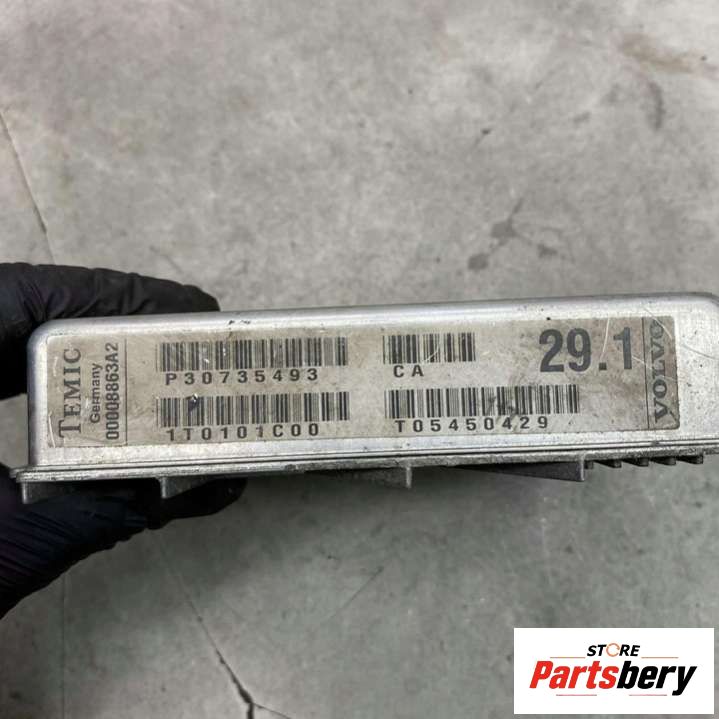 TEMIC
Germany
00008863A2
P30735493
CA
29.1
VOLVO
1T0101C00
T05450429
STORE
Partsbery